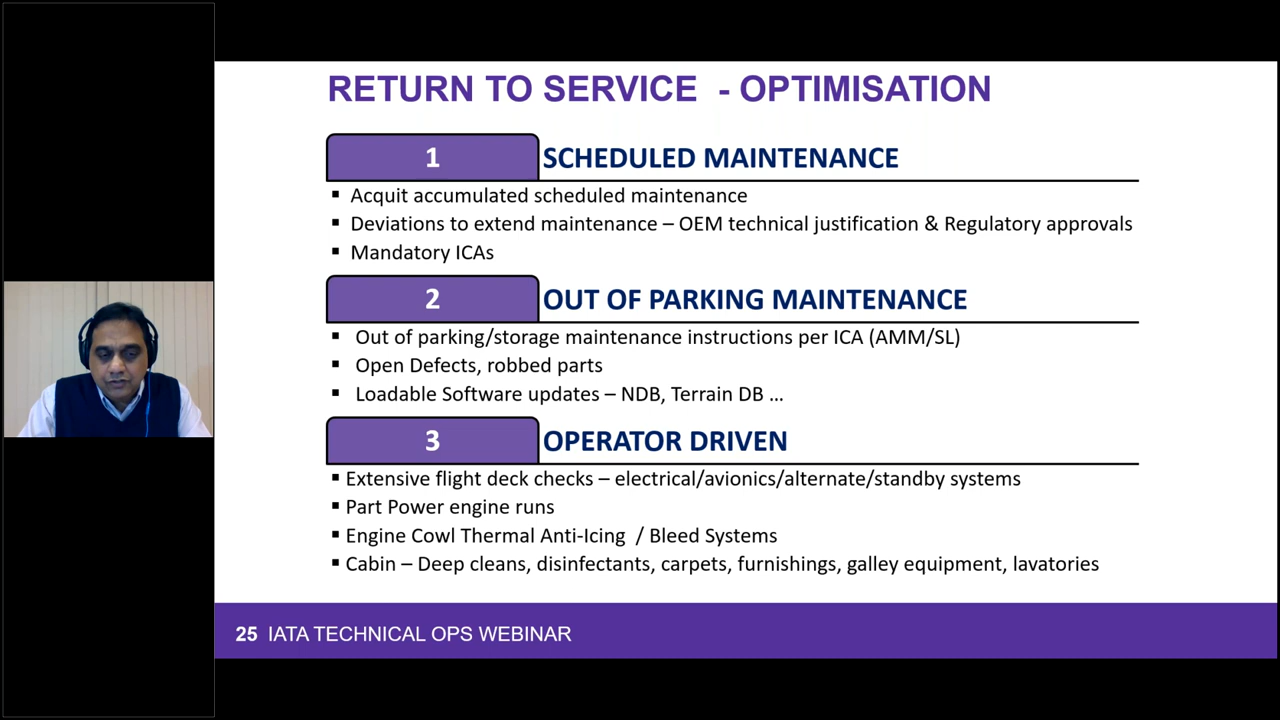 RETURN TO SERVICE - OPTIMISATION
1
SCHEDULED MAINTENANCE
▪ Acquit accumulated scheduled maintenance
▪ Deviations to extend maintenance – OEM technical justification & Regulatory approvals
▪ Mandatory ICAs
2
OUT OF PARKING MAINTENANCE
▪ Out of parking/storage maintenance instructions per ICA (AMM/SL)
▪ Open Defects, robbed parts
▪ Loadable Software updates – NDB, Terrain DB ...
3
OPERATOR DRIVEN
▪ Extensive flight deck checks – electrical/avionics/alternate/standby systems
▪ Part Power engine runs
▪ Engine Cowl Thermal Anti-Icing / Bleed Systems
▪ Cabin – Deep cleans, disinfectants, carpets, furnishings, galley equipment, lavatories
25 IATA TECHNICAL OPS WEBINAR